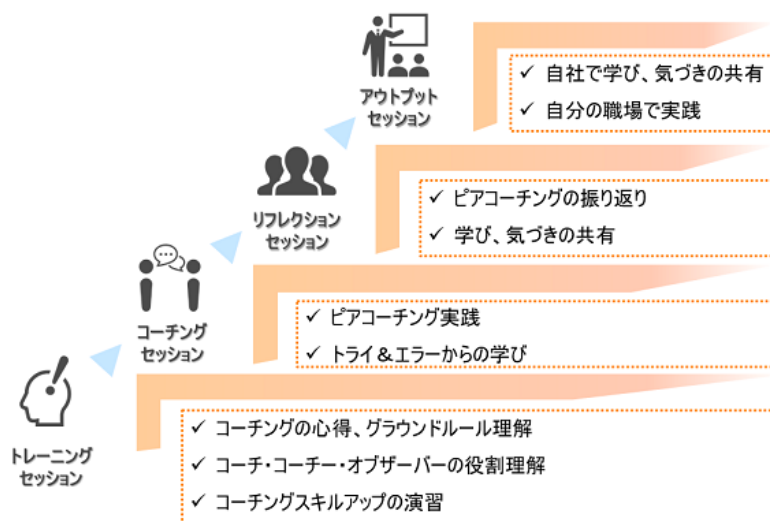 アウトプット
セッション
✓ 自社で学び、気づきの共有
✓ 自分の職場で実践
リフレクション
セッション
✓ ピアコーチングの振り返り
✓ 学び、気づきの共有
コーチング
セッション
✓ ピアコーチング実践
✓ トライ＆エラーからの学び
トレーニング
セッション
✓ コーチングの心得、グラウンドルール理解
✓ コーチ・コーチー・オブザーバーの役割理解
✓ コーチングスキルアップの演習